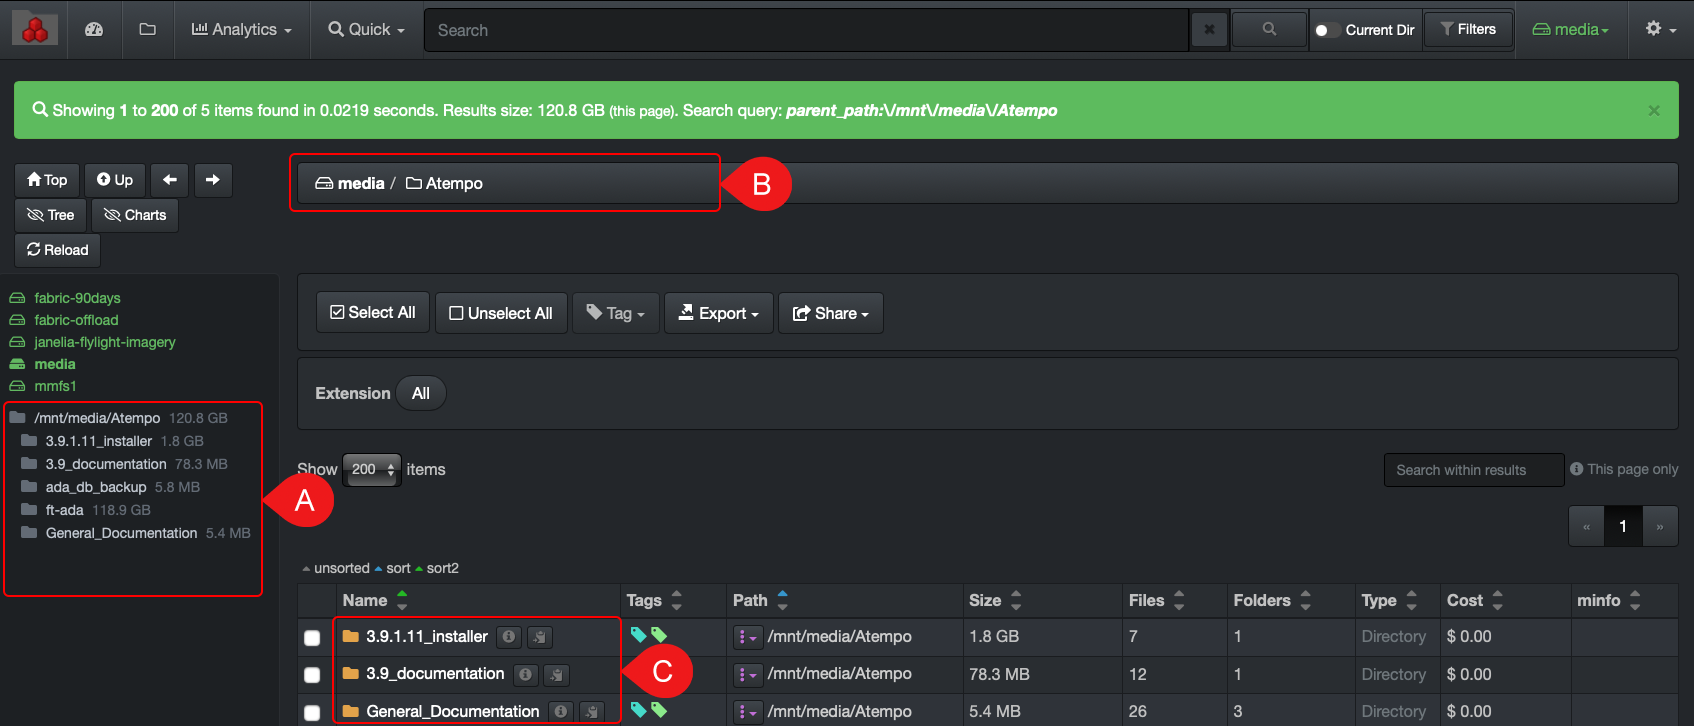 Analytics Quick Search Current Dir Filters media
Showing 1 to 200 of 5 items found in 0.0219 seconds. Results size: 120.8 GB (this page). Search query: parent_path:\/mnt\/media\/Atempo ×
Top Up
Tree Charts
Reload
media / Atempo
B
fabric-90days
fabric-offload
janelia-flylight-imagery
media
mmfs1
/mnt/media/Atempo 120.8 GB
3.9.1.11_installer 1.8 GB
3.9_documentation 78.3 MB
ada_db_backup 5.8 MB
ft-ada 118.9 GB
General_Documentation 5.4 MB
A
Select All Unselect All Tag Export Share
Extension All
Show 200 items
Search within results This page only
« 1 »
unsorted sort sort2
Name Tags Path Size Files Folders Type Cost minfo
3.9.1.11_installer /mnt/media/Atempo 1.8 GB 7 1 Directory $ 0.00
3.9_documentation /mnt/media/Atempo 78.3 MB 12 1 Directory $ 0.00
General_Documentation /mnt/media/Atempo 5.4 MB 26 3 Directory $ 0.00
C